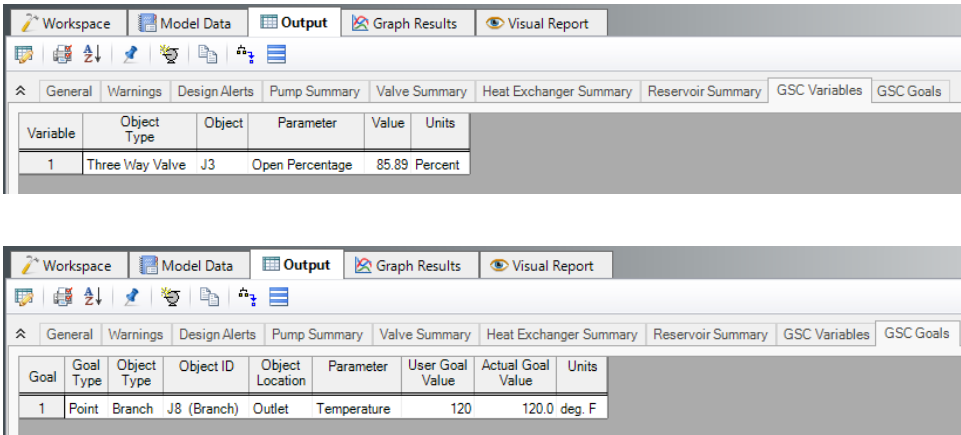 Workspace Model Data Output Graph Results Visual Report
General Warnings Design Alerts Pump Summary Valve Summary Heat Exchanger Summary Reservoir Summary GSC Variables GSC Goals
Variable Object Type Object Parameter Value Units
1 Three Way Valve J3 Open Percentage 85.89 Percent
Workspace Model Data Output Graph Results Visual Report
General Warnings Design Alerts Pump Summary Valve Summary Heat Exchanger Summary Reservoir Summary GSC Variables GSC Goals
Goal Goal Type Object Type Object ID Object Location Parameter User Goal Value Actual Goal Value Units
1 Point Branch J8 (Branch) Outlet Temperature 120 120.0 deg. F